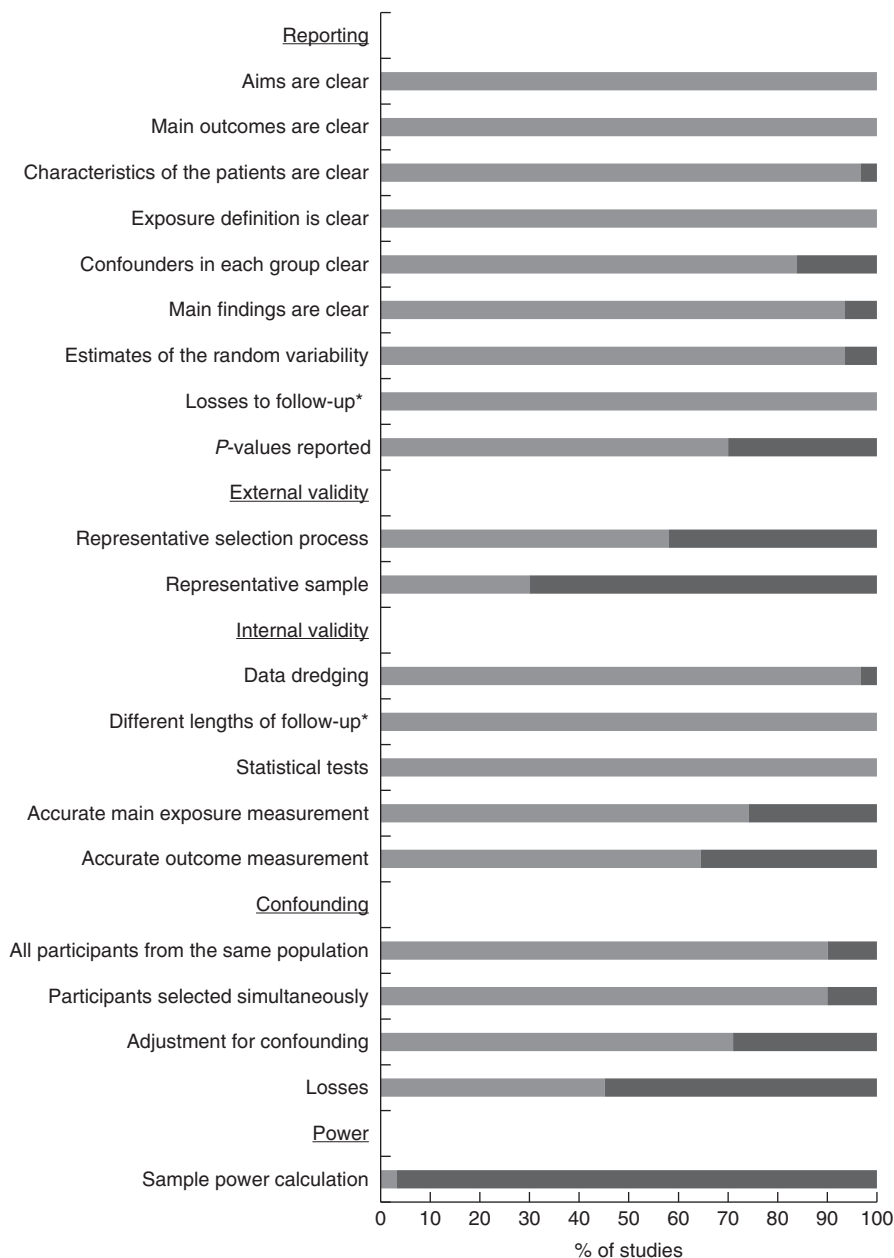 Reporting
Aims are clear
Main outcomes are clear
Characteristics of the patients are clear
Exposure definition is clear
Confounders in each group clear
Main findings are clear
Estimates of the random variability
Losses to follow-up*
P-values reported
External validity
Representative selection process
Representative sample
Internal validity
Data dredging
Different lengths of follow-up*
Statistical tests
Accurate main exposure measurement
Accurate outcome measurement
Confounding
All participants from the same population
Participants selected simultaneously
Adjustment for confounding
Losses
Power
Sample power calculation
0 10 20 30 40 50 60 70 80 90 100
% of studies